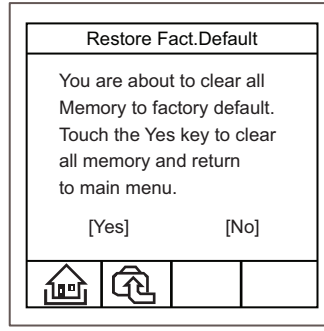 Restore Fact.Default
You are about to clear all
Memory to factory default.
Touch the Yes key to clear
all memory and return
to main menu.
[Yes] [No]